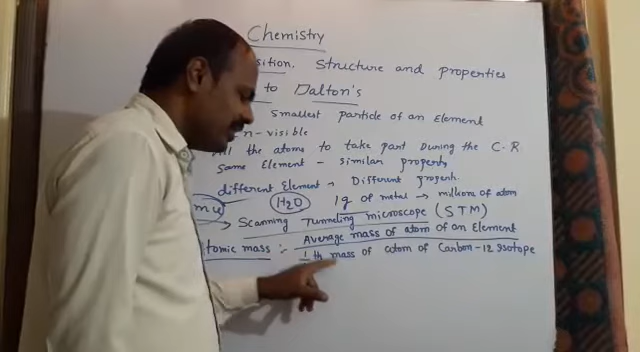 Chemistry
sition, Structure and properties
to Dalton's
smallest particle of an Element
n-visible
ll the atoms to take part During the C.R
Same Element - similar property
different Element → Different propert
H2O 1g of metal → millions of atom
→ Scanning Tunneling microscope (STM)
tomic mass :- Average mass of atom of an Element
1 th mass of atom of Carbon-12 Isotope